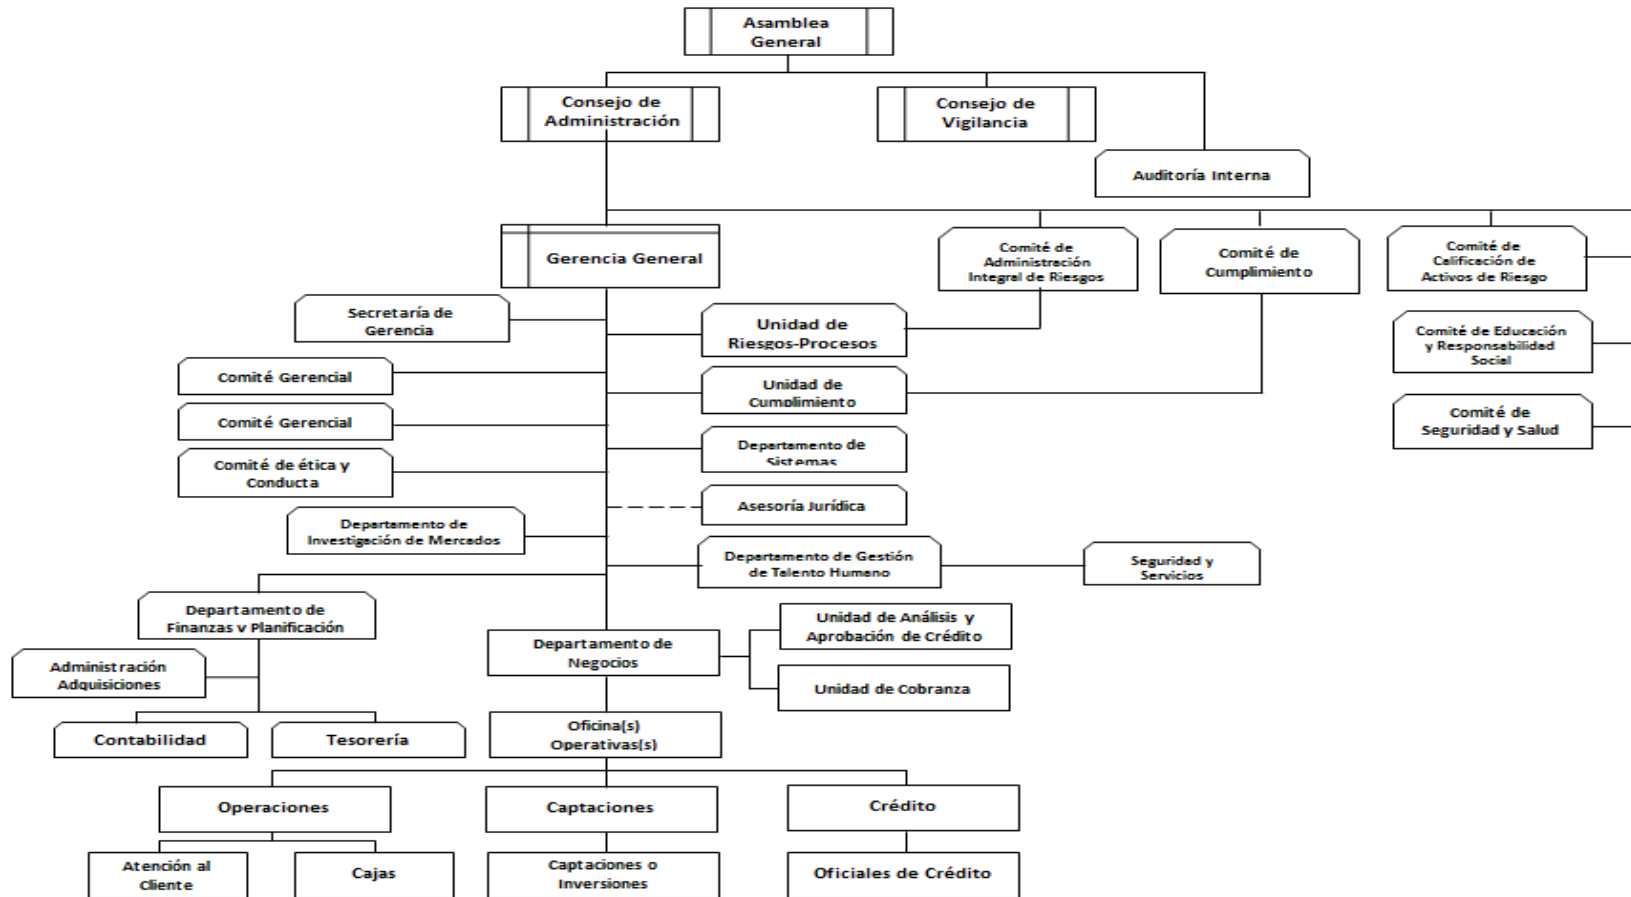 Asamblea
General
Consejo de
Administración
Consejo de
Vigilancia
Auditoría Interna
Gerencia General
Comité de
Administración
Integral de Riesgos
Comité de
Cumplimiento
Comité de
Calificación de
Activos de Riesgo
Secretaría de
Gerencia
Unidad de
Riesgos-Procesos
Comité de Educación
y Responsabilidad
Social
Comité Gerencial
Unidad de
Cumplimiento
Comité Gerencial
Comité de
Seguridad y Salud
Departamento de
Sistemas
Comité de ética y
Conducta
Asesoría Jurídica
Departamento de
Investigación de Mercados
Departamento de Gestión
de Talento Humano
Seguridad y
Servicios
Departamento de
Finanzas y Planificación
Unidad de Análisis y
Aprobación de Crédito
Departamento de
Negocios
Administración
Adquisiciones
Unidad de Cobranza
Contabilidad
Tesorería
Oficina(s)
Operativas(s)
Operaciones
Captaciones
Crédito
Atención al
Cliente
Cajas
Captaciones o
Inversiones
Oficiales de Crédito